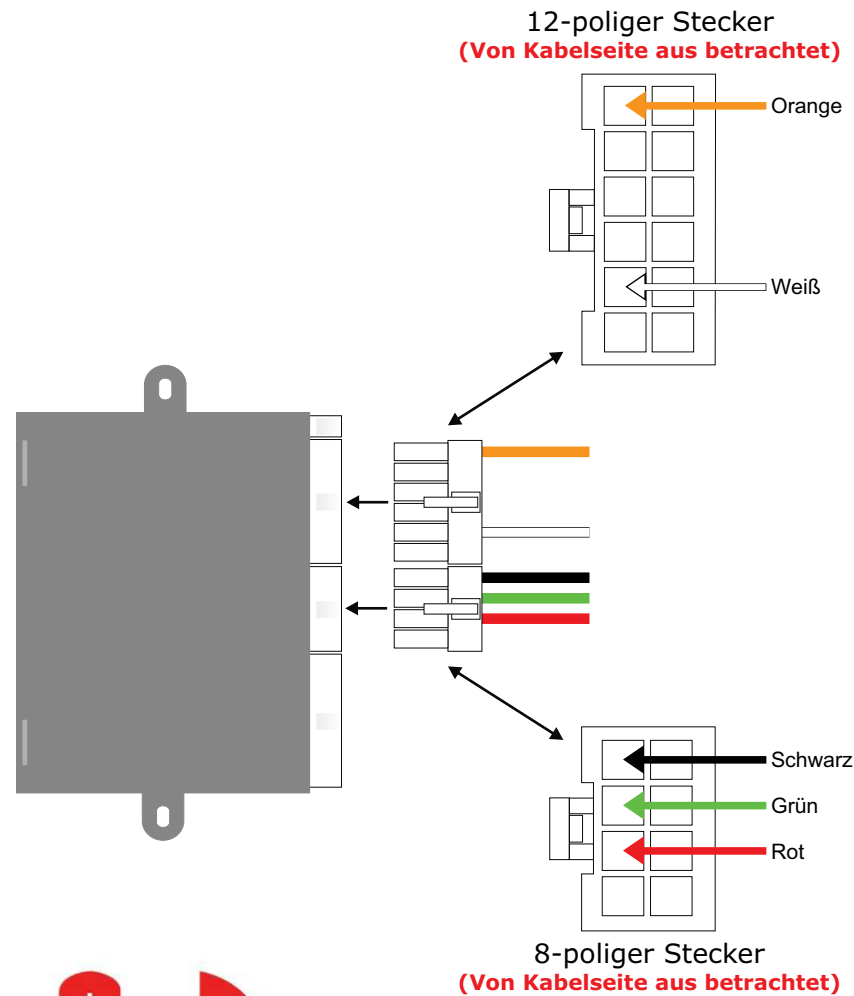 12-poliger Stecker
(Von Kabelseite aus betrachtet)
Orange
Weiß
Schwarz
Grün
Rot
8-poliger Stecker
(Von Kabelseite aus betrachtet)